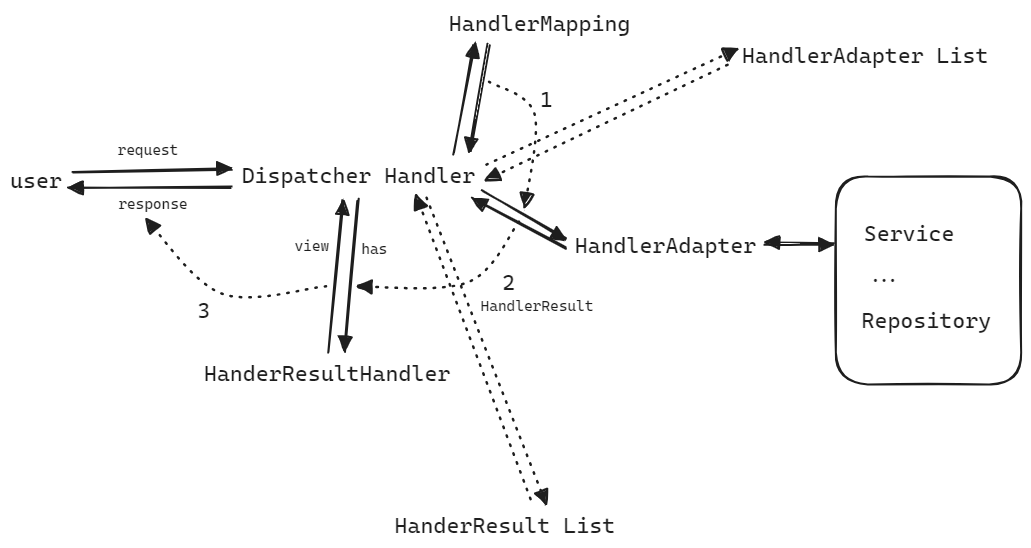 HandlerMapping
HandlerAdapter List
1
request
user
Dispatcher Handler
response
Service
view
has
HandlerAdapter
...
2
HandlerResult
3
Repository
HanderResultHandler
HanderResult List